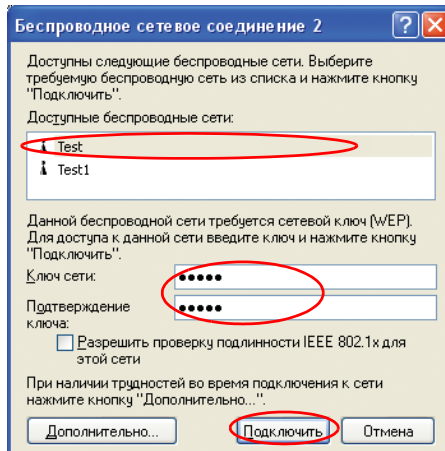 Беспроводное сетевое соединение 2
Доступны следующие беспроводные сети. Выберите
требуемую беспроводную сеть из списка и нажмите кнопку
"Подключить".
Доступные беспроводные сети:
Test
Test1
Данной беспроводной сети требуется сетевой ключ (WEP).
Для доступа к данной сети введите ключ и нажмите кнопку
"Подключить".
Ключ сети: •••••
Подтверждение ключа: •••••
Разрешить проверку подлинности IEEE 802.1x для
этой сети
При наличии трудностей во время подключения к сети
нажмите кнопку "Дополнительно...".
Дополнительно... Подключить Отмена